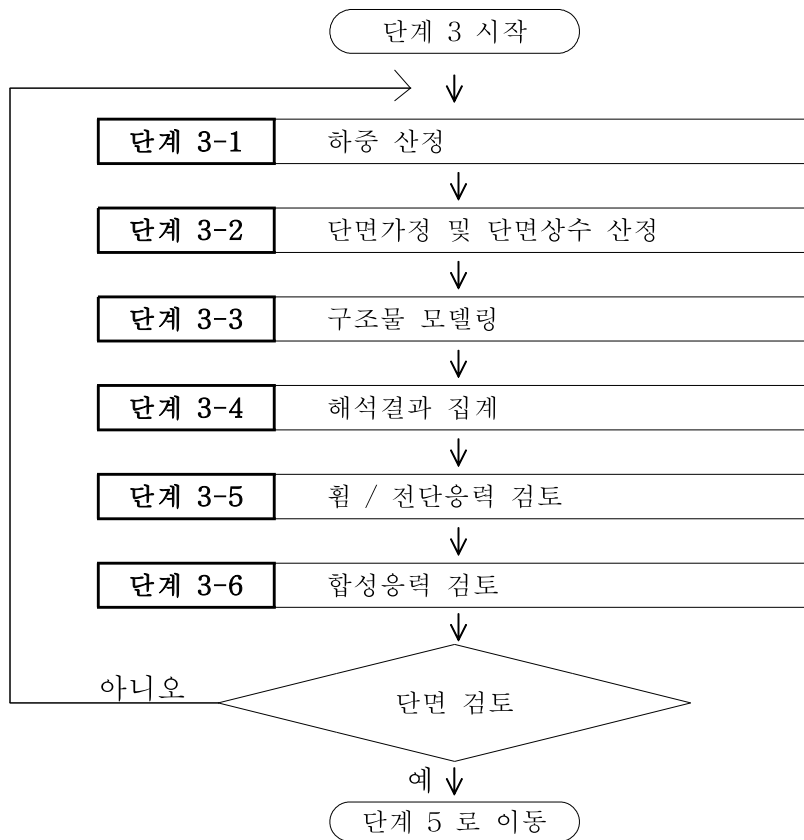 단계 3 시작
단계 3-1 하중 산정
단계 3-2 단면가정 및 단면상수 산정
단계 3-3 구조물 모델링
단계 3-4 해석결과 집계
단계 3-5 휨 / 전단응력 검토
단계 3-6 합성응력 검토
아니오
단면 검토
예
단계 5 로 이동